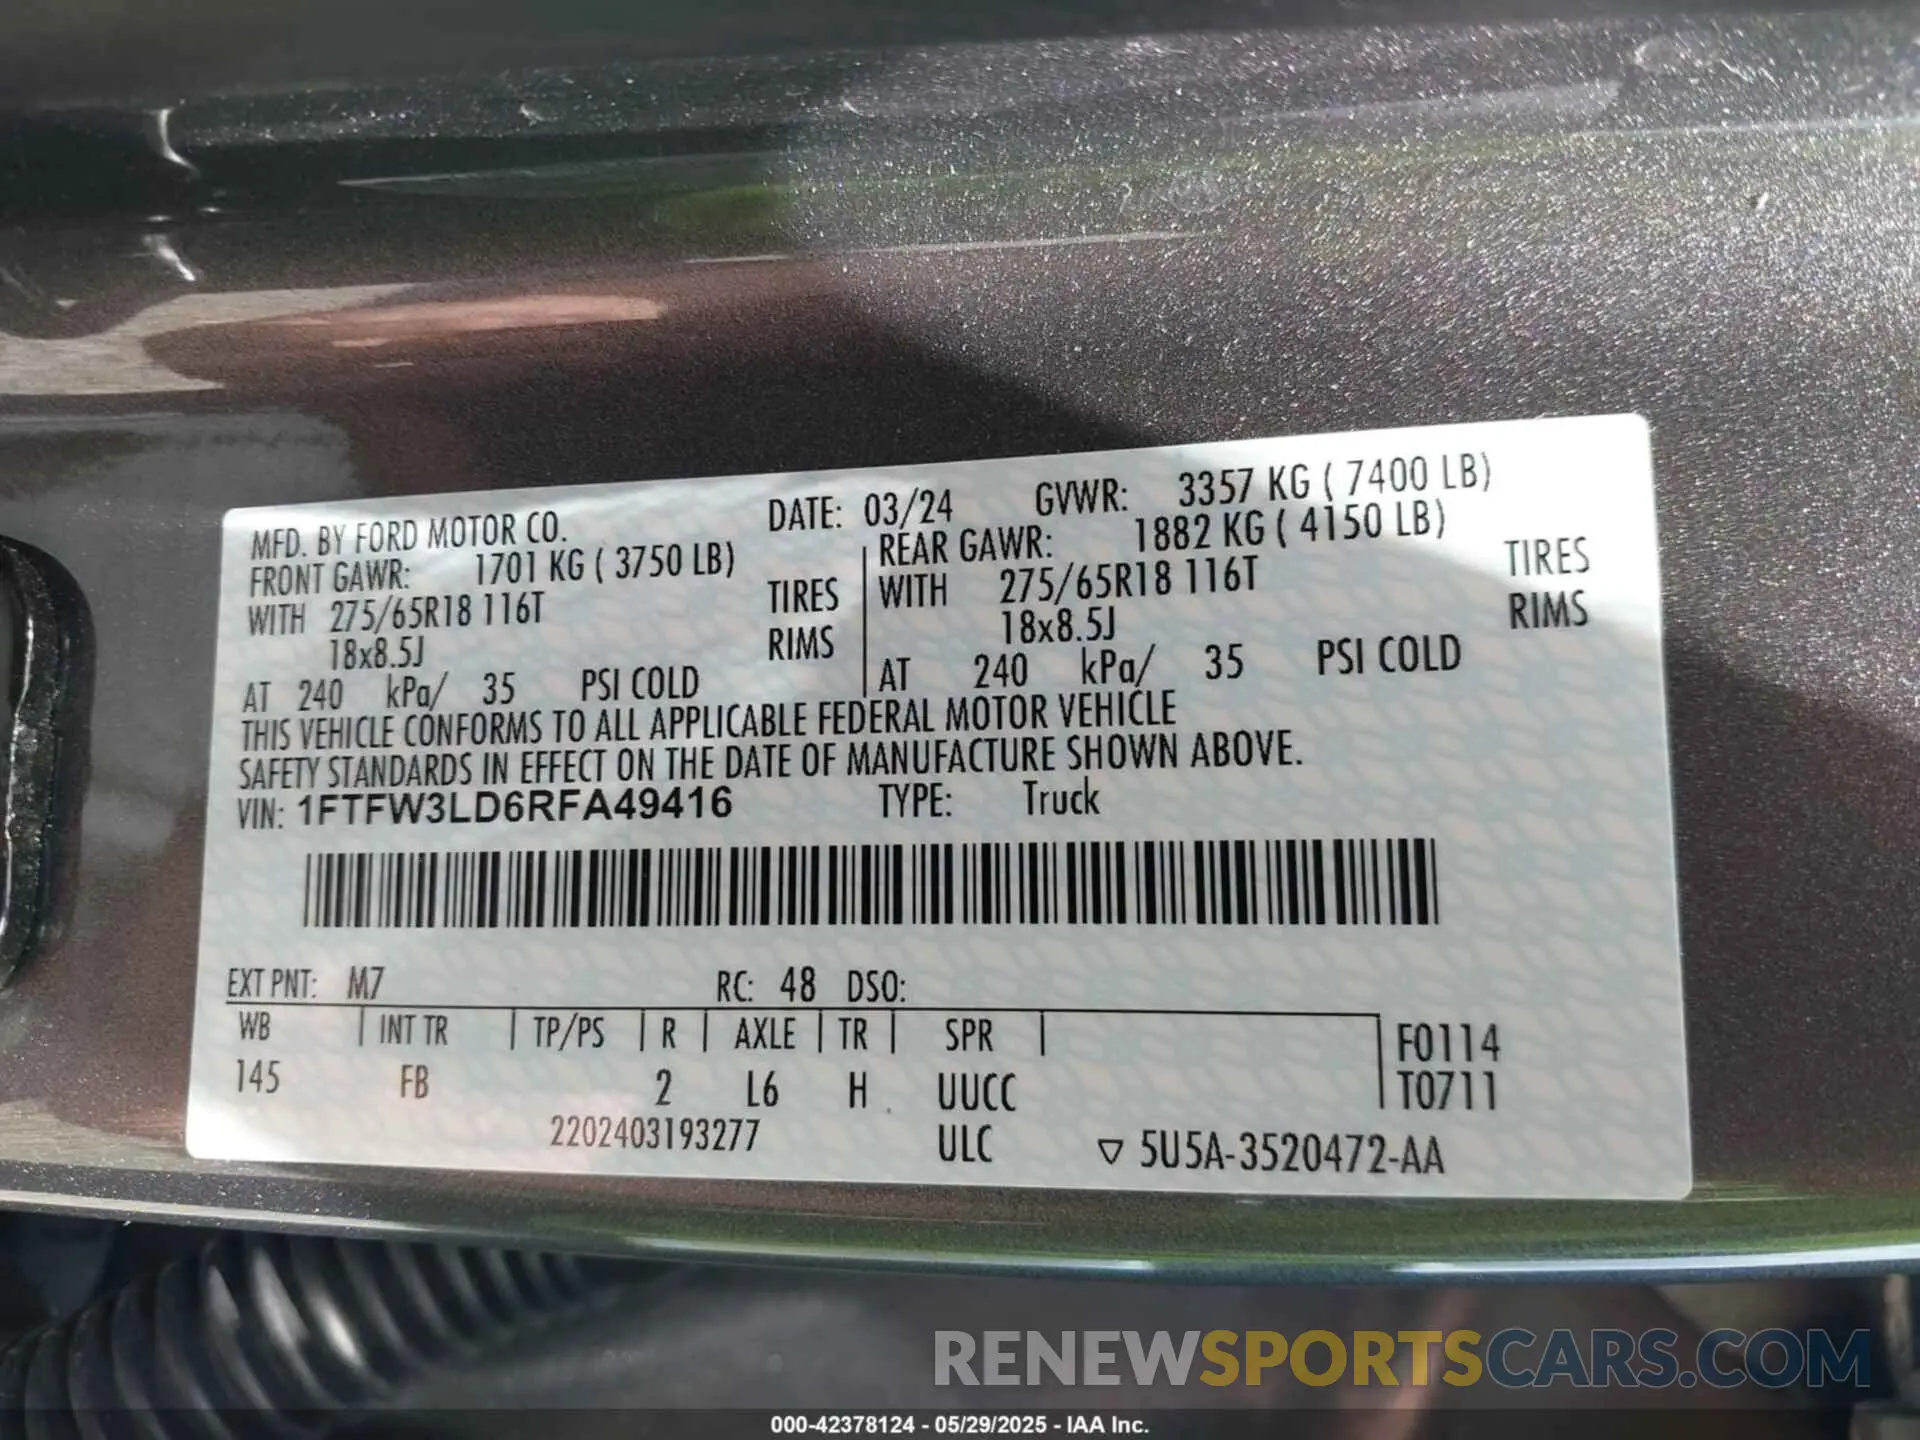 MFD. BY FORD MOTOR CO. DATE: 03/24 GVWR: 3357 KG ( 7400 LB)
FRONT GAWR: 1701 KG ( 3750 LB) REAR GAWR: 1882 KG ( 4150 LB)
WITH 275/65R18 116T TIRES WITH 275/65R18 116T TIRES
18x8.5J RIMS 18x8.5J RIMS
AT 240 kPa/ 35 PSI COLD AT 240 kPa/ 35 PSI COLD
THIS VEHICLE CONFORMS TO ALL APPLICABLE FEDERAL MOTOR VEHICLE
SAFETY STANDARDS IN EFFECT ON THE DATE OF MANUFACTURE SHOWN ABOVE.
VIN: 1FTFW3LD6RFA49416 TYPE: Truck
EXT PNT: M7 RC: 48 DSO:
WB INT TR TP/PS R AXLE TR SPR F0114
145 FB 2 L6 H UUCC T0711
2202403193277 ULC ▽ 5U5A-3520472-AA
RENEWSPORTSCARS.COM
000-42378124 - 05/29/2025 - IAA Inc.